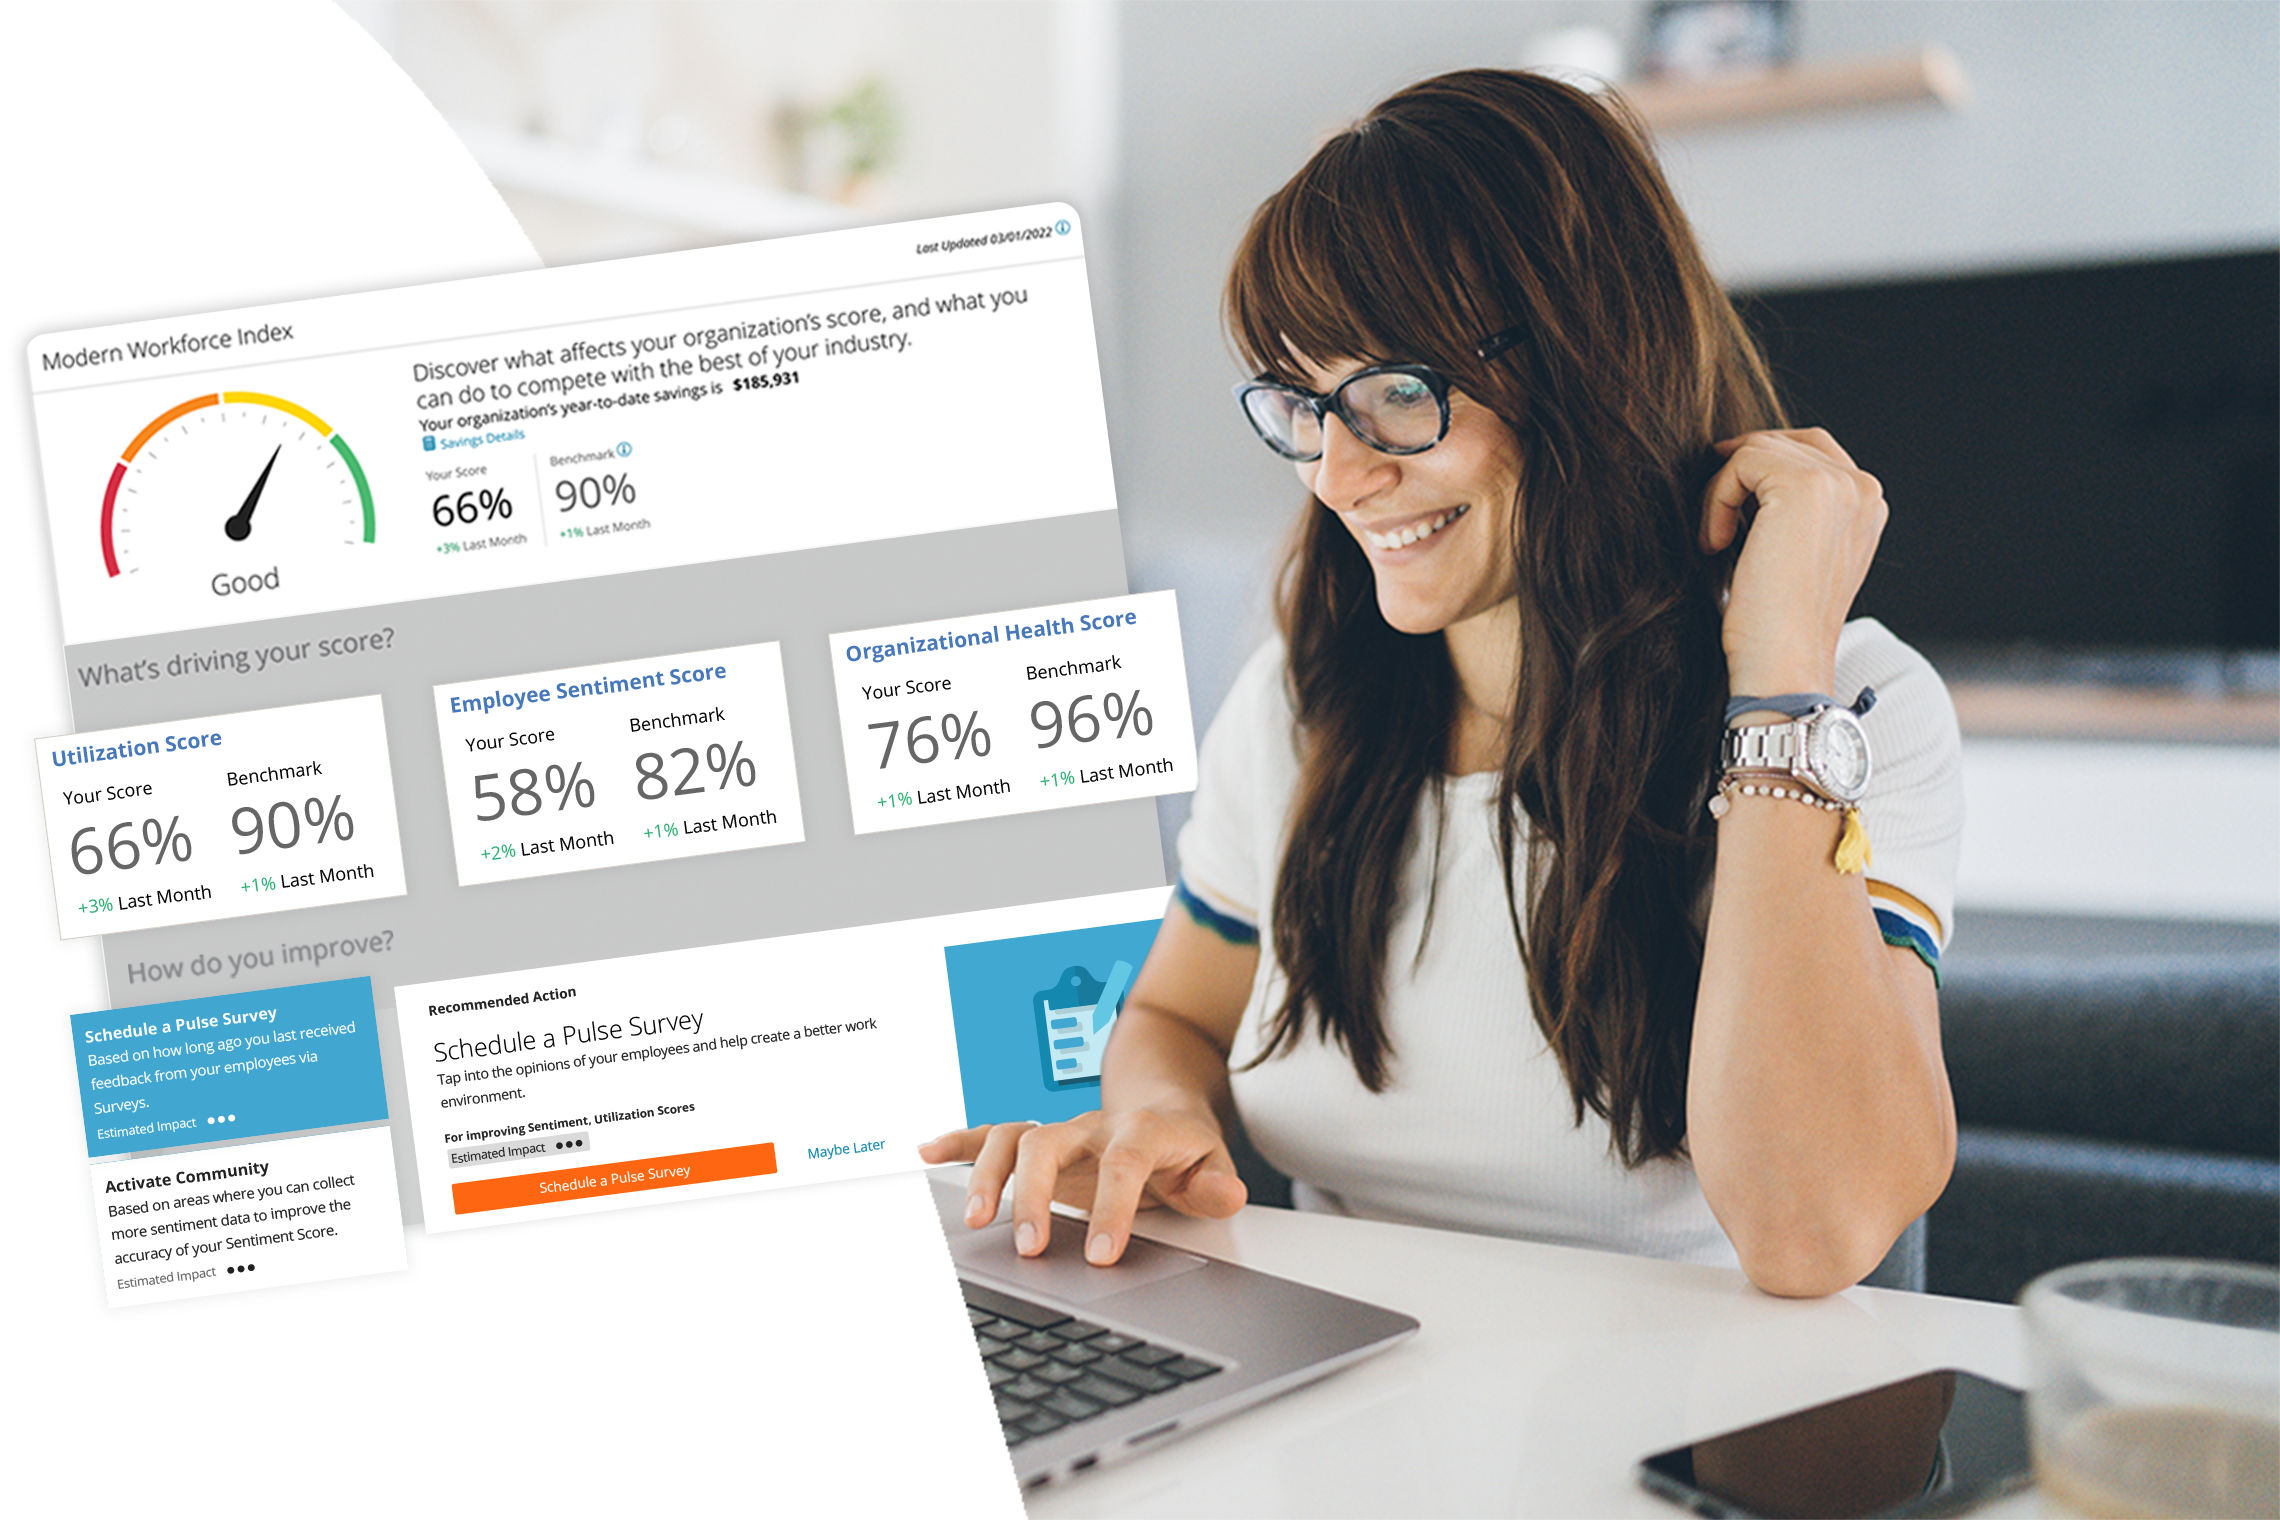 Last Updated 03/01/2022
Modern Workforce Index
Discover what affects your organization's score, and what you
can do to compete with the best of your industry.
Your organization's year-to-date savings is $185,931
Savings Details
Your Score
Benchmark
66%
90%
+3% Last Month
+1% Last Month
Good
What's driving your score?
Utilization Score
Your Score
Benchmark
66%
90%
+3% Last Month
+1% Last Month
Employee Sentiment Score
Your Score
Benchmark
58%
82%
+2% Last Month
+1% Last Month
Organizational Health Score
Your Score
Benchmark
76%
96%
+1% Last Month
+1% Last Month
How do you improve?
Schedule a Pulse Survey
Based on how long ago you last received
feedback from your employees via
Surveys.
Estimated Impact
Activate Community
Based on areas where you can collect
more sentiment data to improve the
accuracy of your Sentiment Score.
Estimated Impact
Recommended Action
Schedule a Pulse Survey
Tap into the opinions of your employees and help create a better work
environment.
For improving Sentiment, Utilization Scores
Estimated Impact
Schedule a Pulse Survey
Maybe Later